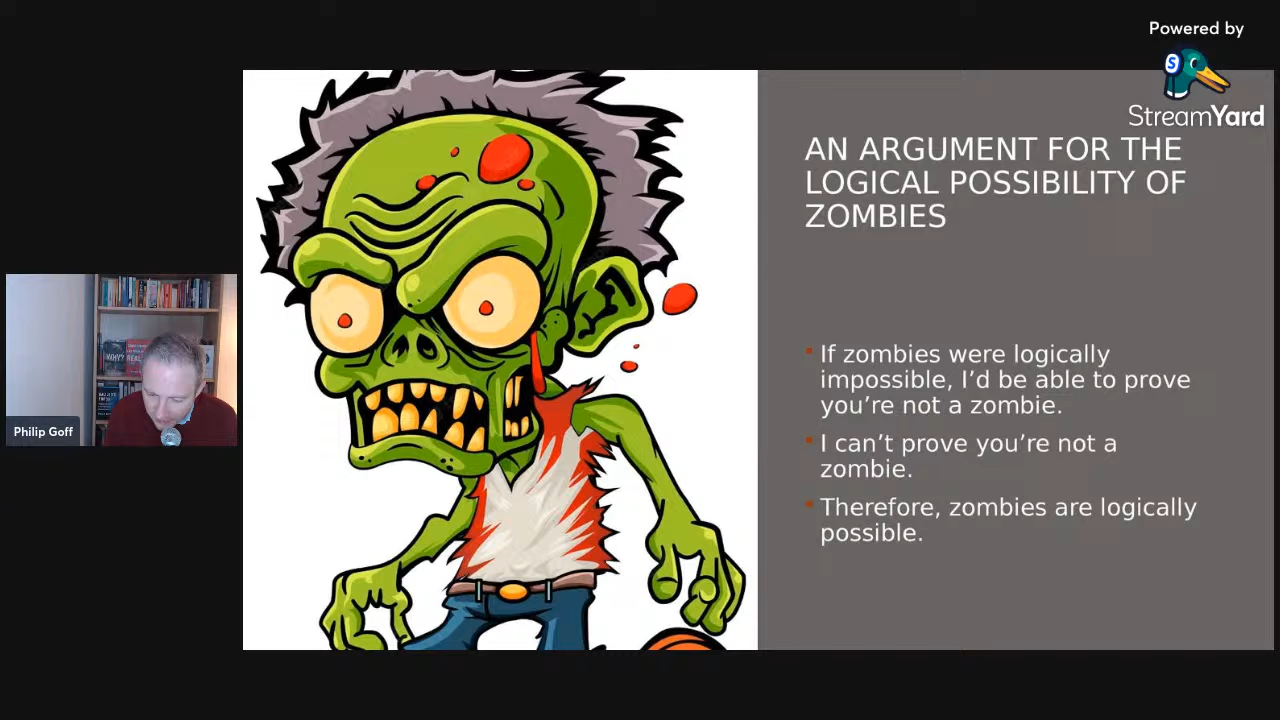 Powered by
S
StreamYard
AN ARGUMENT FOR THE
LOGICAL POSSIBILITY OF
ZOMBIES
If zombies were logically
impossible, I'd be able to prove
you're not a zombie.
I can't prove you're not a
zombie.
Therefore, zombies are logically
possible.
WHY?
Philip Goff